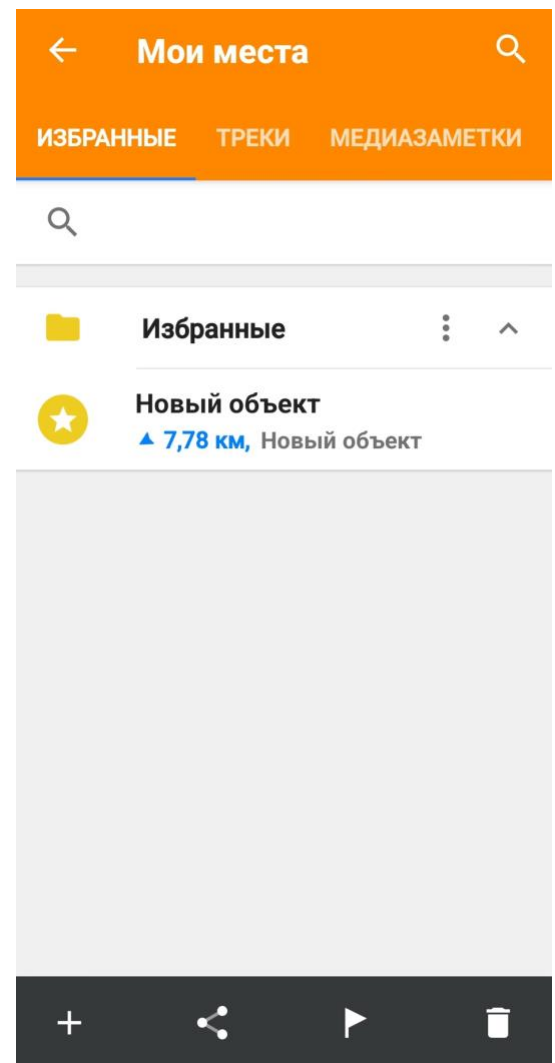 Мои места
ИЗБРАННЫЕ ТРЕКИ МЕДИАЗАМЕТКИ
Избранные
Новый объект
7,78 км, Новый объект